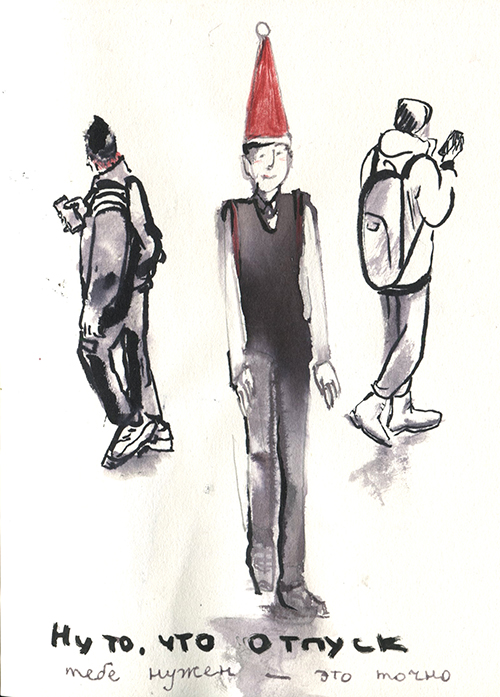 Ну то, что отпуск
тебе нужен — это точно